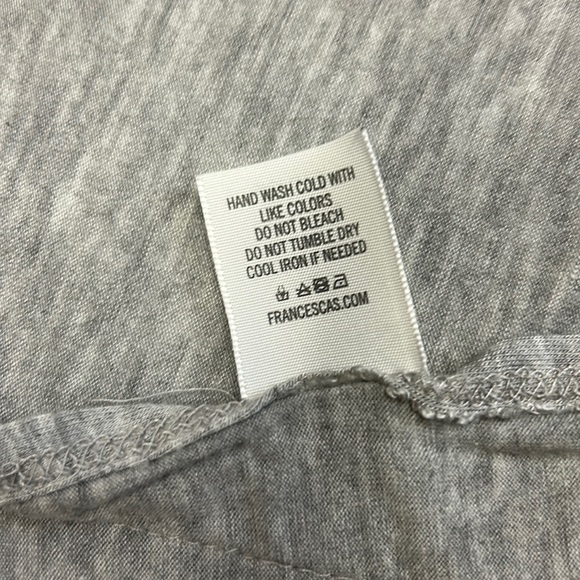 HAND WASH COLD WITH
LIKE COLORS
DO NOT BLEACH
DO NOT TUMBLE DRY
COOL IRON IF NEEDED
FRANCESCAS.COM